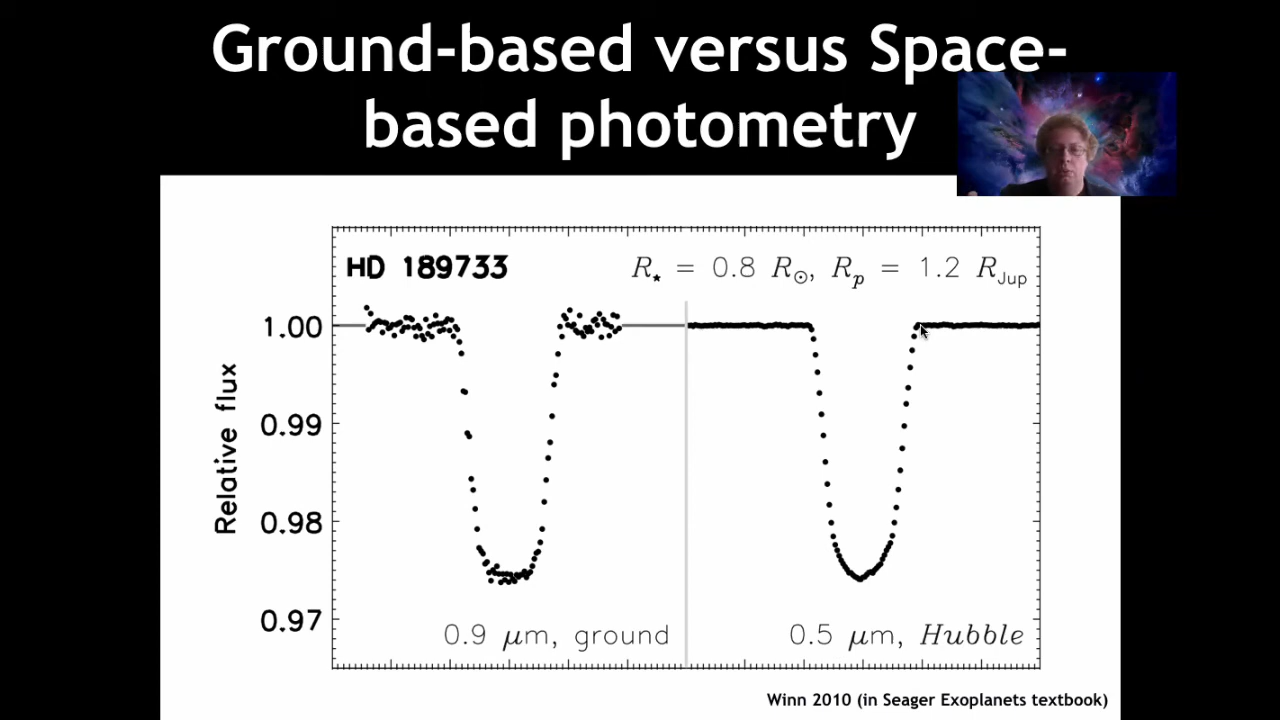 Ground-based versus Space-
based photometry
HD 189733
R★ = 0.8 R☉, Rp = 1.2 RJup
1.00
0.99
0.98
0.97
Relative flux
0.9 μm, ground
0.5 μm, Hubble
Winn 2010 (in Seager Exoplanets textbook)